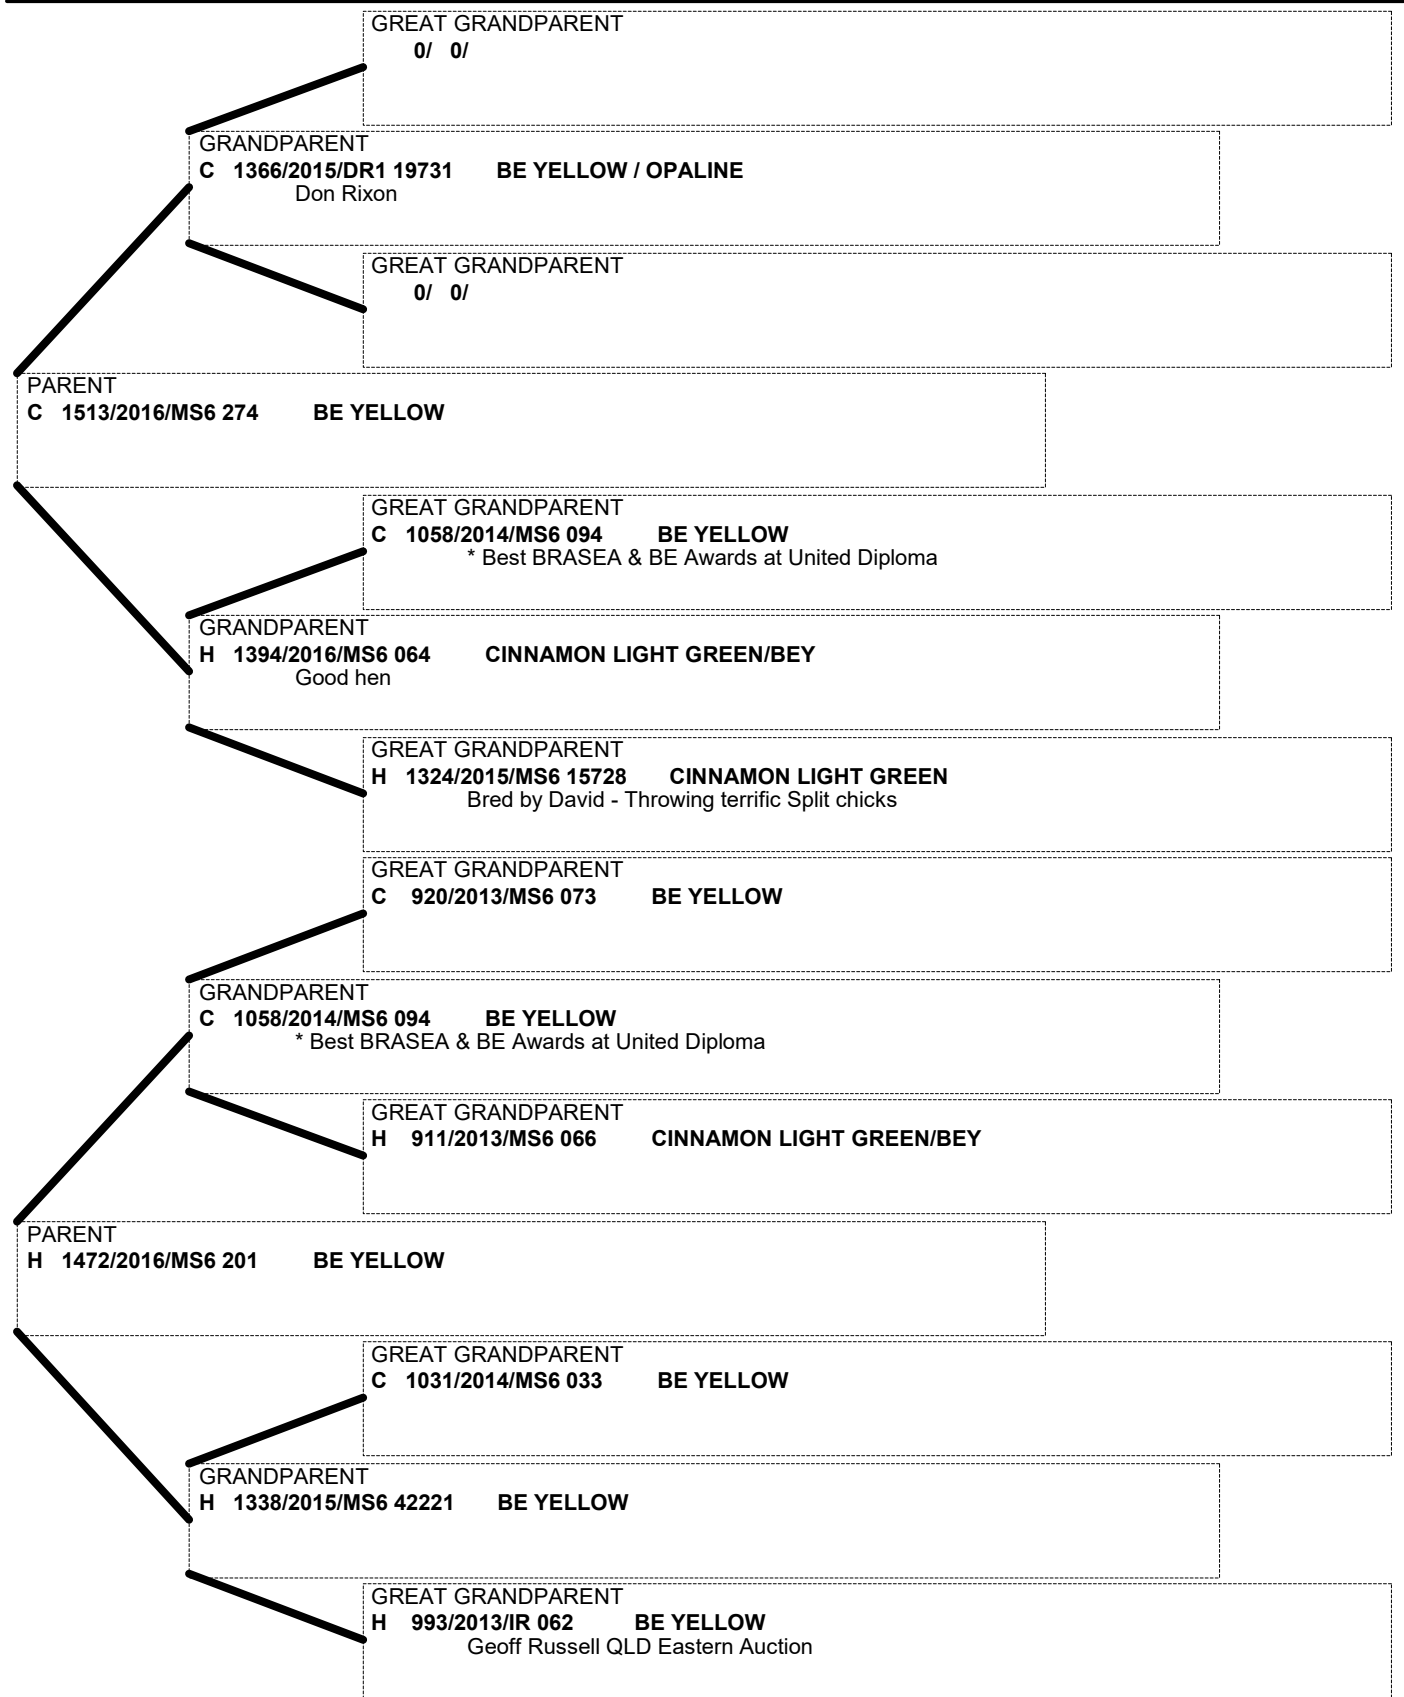 GREAT GRANDPARENT
0/ 0/
GRANDPARENT
C 1366/2015/DR1 19731 BE YELLOW / OPALINE
Don Rixon
GREAT GRANDPARENT
0/ 0/
PARENT
C 1513/2016/MS6 274 BE YELLOW
GREAT GRANDPARENT
C 1058/2014/MS6 094 BE YELLOW
* Best BRASEA & BE Awards at United Diploma
GRANDPARENT
H 1394/2016/MS6 064 CINNAMON LIGHT GREEN/BEY
Good hen
GREAT GRANDPARENT
H 1324/2015/MS6 15728 CINNAMON LIGHT GREEN
Bred by David - Throwing terrific Split chicks
GREAT GRANDPARENT
C 920/2013/MS6 073 BE YELLOW
GRANDPARENT
C 1058/2014/MS6 094 BE YELLOW
* Best BRASEA & BE Awards at United Diploma
GREAT GRANDPARENT
H 911/2013/MS6 066 CINNAMON LIGHT GREEN/BEY
PARENT
H 1472/2016/MS6 201 BE YELLOW
GREAT GRANDPARENT
C 1031/2014/MS6 033 BE YELLOW
GRANDPARENT
H 1338/2015/MS6 42221 BE YELLOW
GREAT GRANDPARENT
H 993/2013/IR 062 BE YELLOW
Geoff Russell QLD Eastern Auction